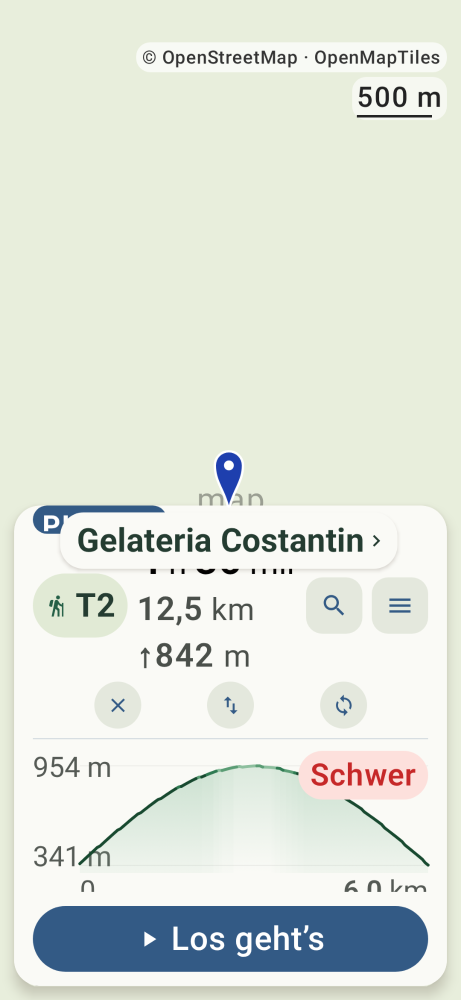 © OpenStreetMap · OpenMapTiles
500 m
map
Gelateria Costantin ›
T2
12,5 km
↑842 m
954 m
Schwer
341 m
0
6,0 km
Los geht’s